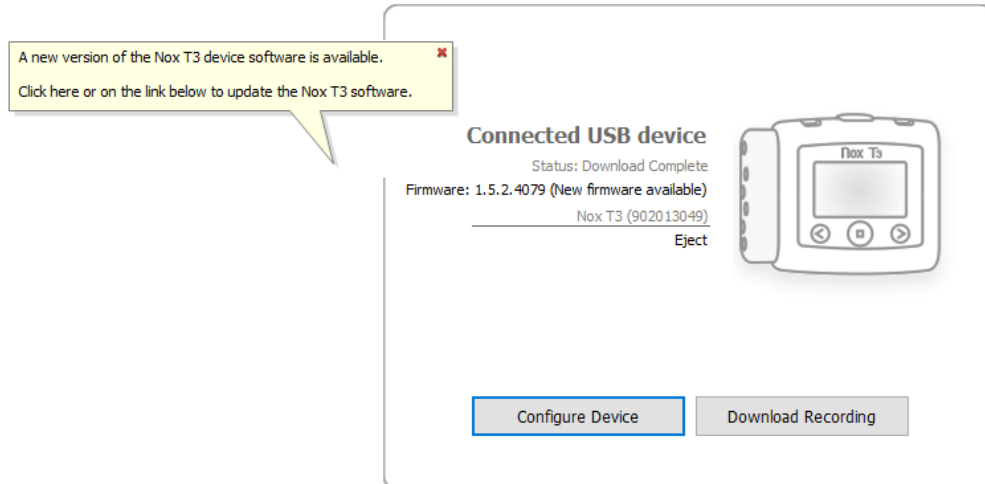 A new version of the Nox T3 device software is available.
Click here or on the link below to update the Nox T3 software.
Connected USB device
Status: Download Complete
Firmware: 1.5.2.4079 (New firmware available)
Nox T3 (902013049)
Eject
nox T3
Configure Device
Download Recording